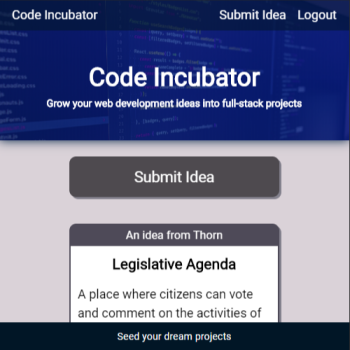 Code Incubator
Submit Idea
Logout
Code Incubator
Grow your web development ideas into full-stack projects
Submit Idea
An idea from Thorn
Legislative Agenda
A place where citizens can vote
and comment on the activities of
Seed your dream projects